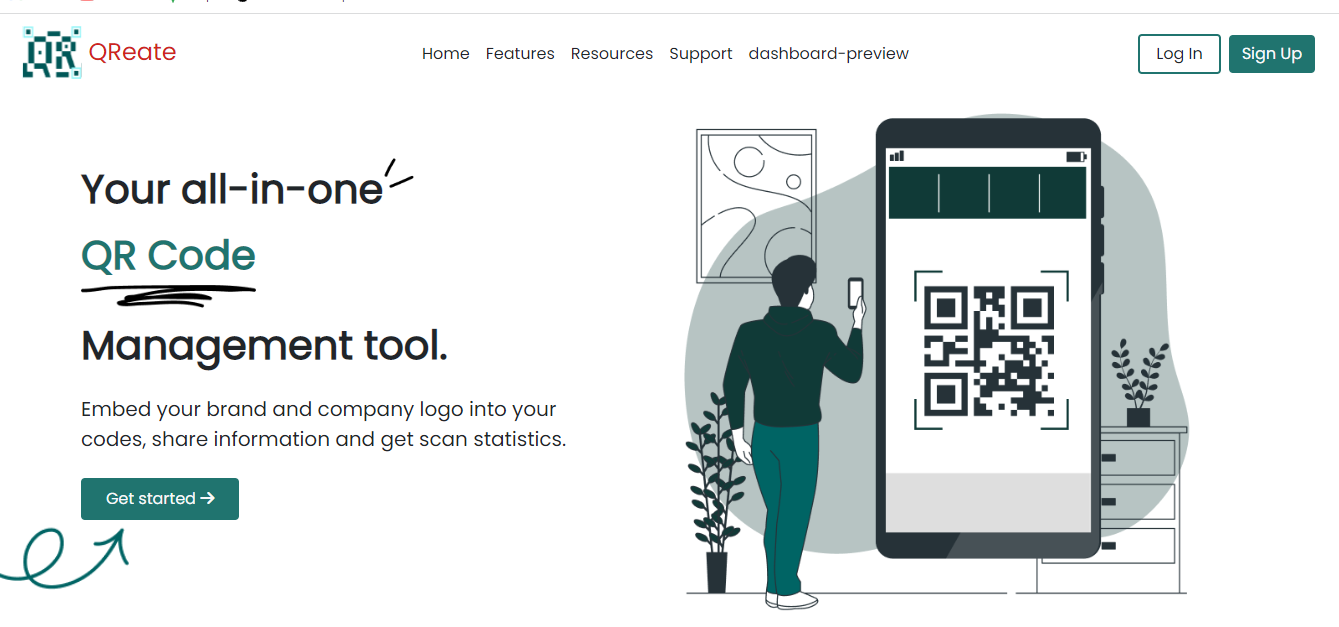 QR QReate
Home Features Resources Support dashboard-preview
Log In Sign Up
Your all-in-one
QR Code
Management tool.
Embed your brand and company logo into your
codes, share information and get scan statistics.
Get started →